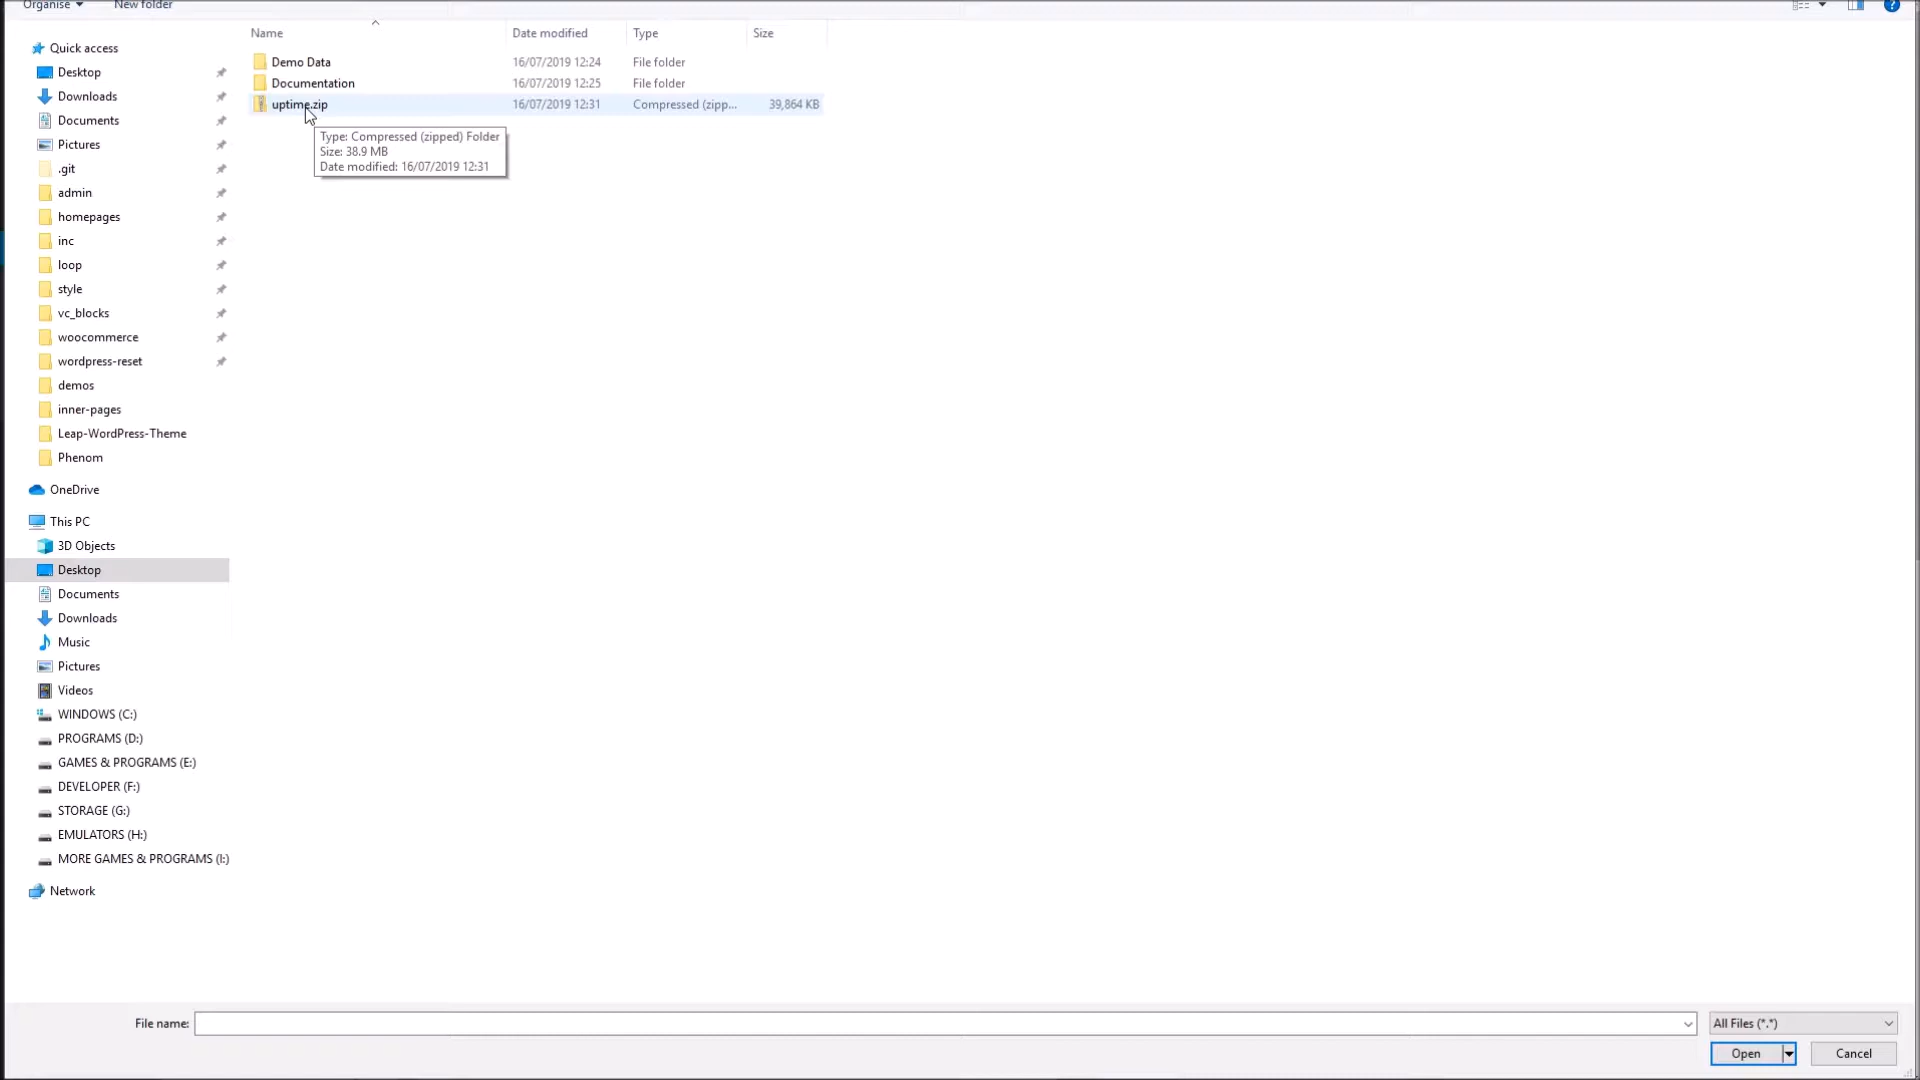 Organise
New folder
Name
Date modified
Type
Size
Demo Data
16/07/2019 12:24
File folder
Documentation
16/07/2019 12:25
File folder
uptime.zip
16/07/2019 12:31
Compressed (zipp...
39,864 KB
Type: Compressed (zipped) Folder
Size: 38.9 MB
Date modified: 16/07/2019 12:31
Quick access
Desktop
Downloads
Documents
Pictures
.git
admin
homepages
inc
loop
style
vc_blocks
woocommerce
wordpress-reset
demos
inner-pages
Leap-WordPress-Theme
Phenom
OneDrive
This PC
3D Objects
Desktop
Documents
Downloads
Music
Pictures
Videos
WINDOWS (C:)
PROGRAMS (D:)
GAMES & PROGRAMS (E:)
DEVELOPER (F:)
STORAGE (G:)
EMULATORS (H:)
MORE GAMES & PROGRAMS (I:)
Network
File name:
All Files (*.*)
Open
Cancel